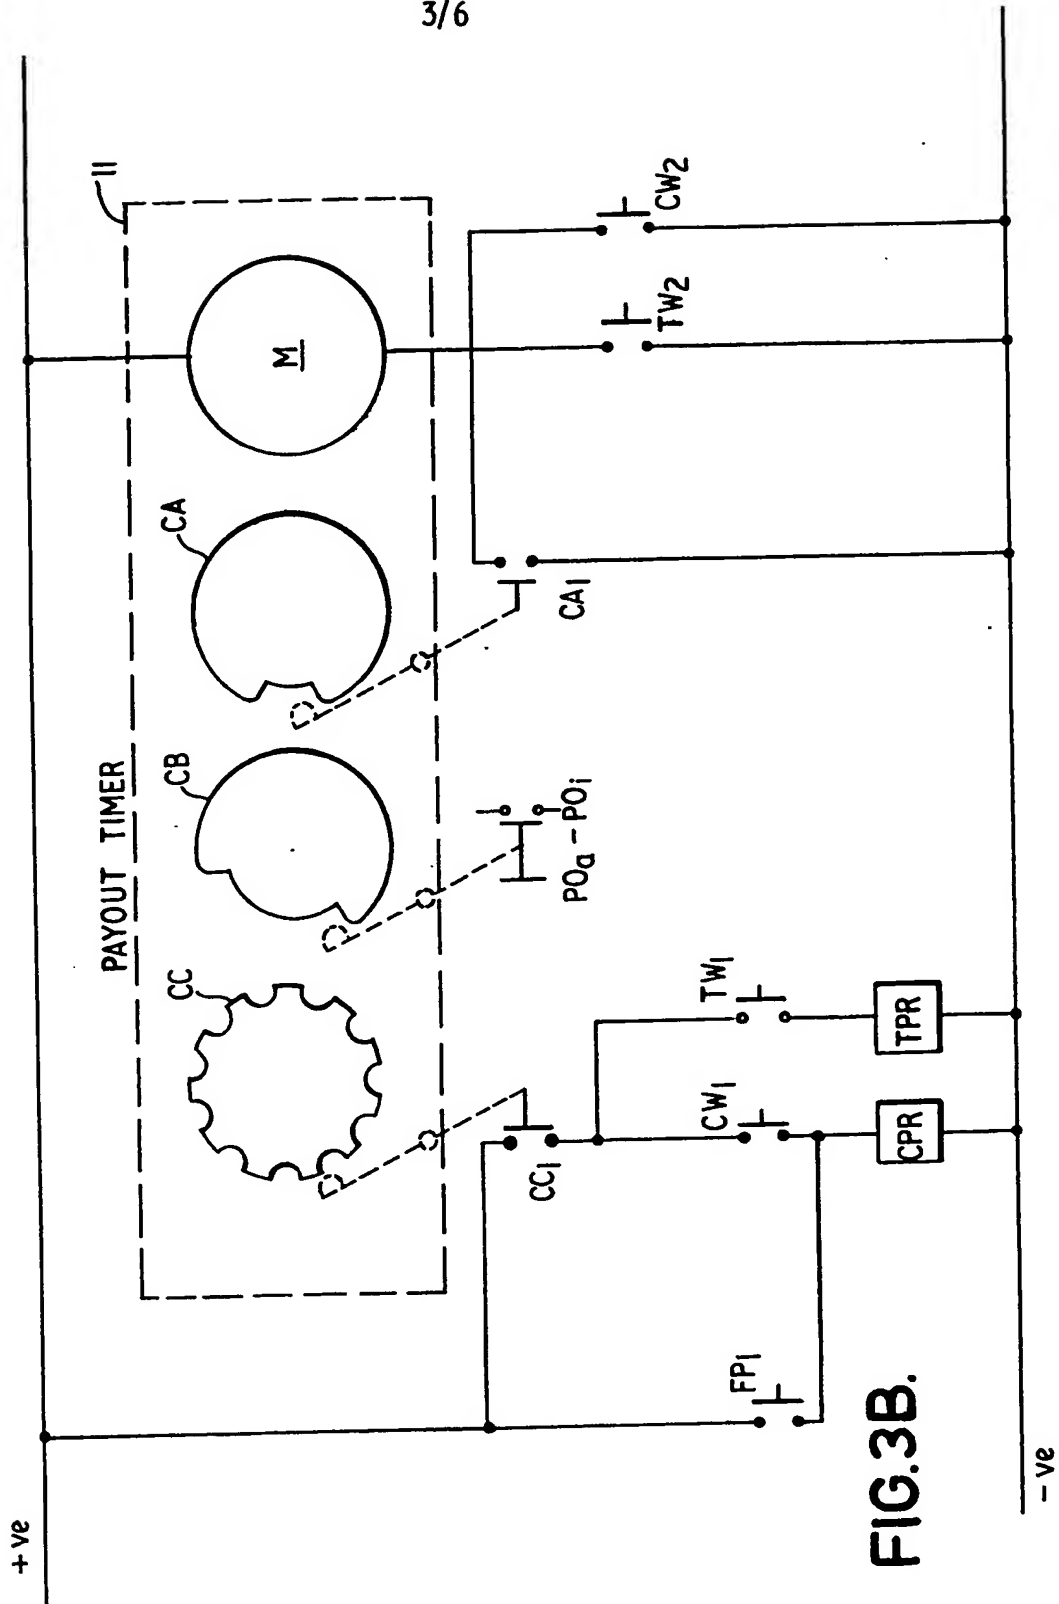 3/6
+ve
PAYOUT TIMER
11
CC
CB
CA
M
CC1
POa - POi
CA1
FP1
CW1
TW1
TW2
CW2
CPR
TPR
-ve
FIG.3B.